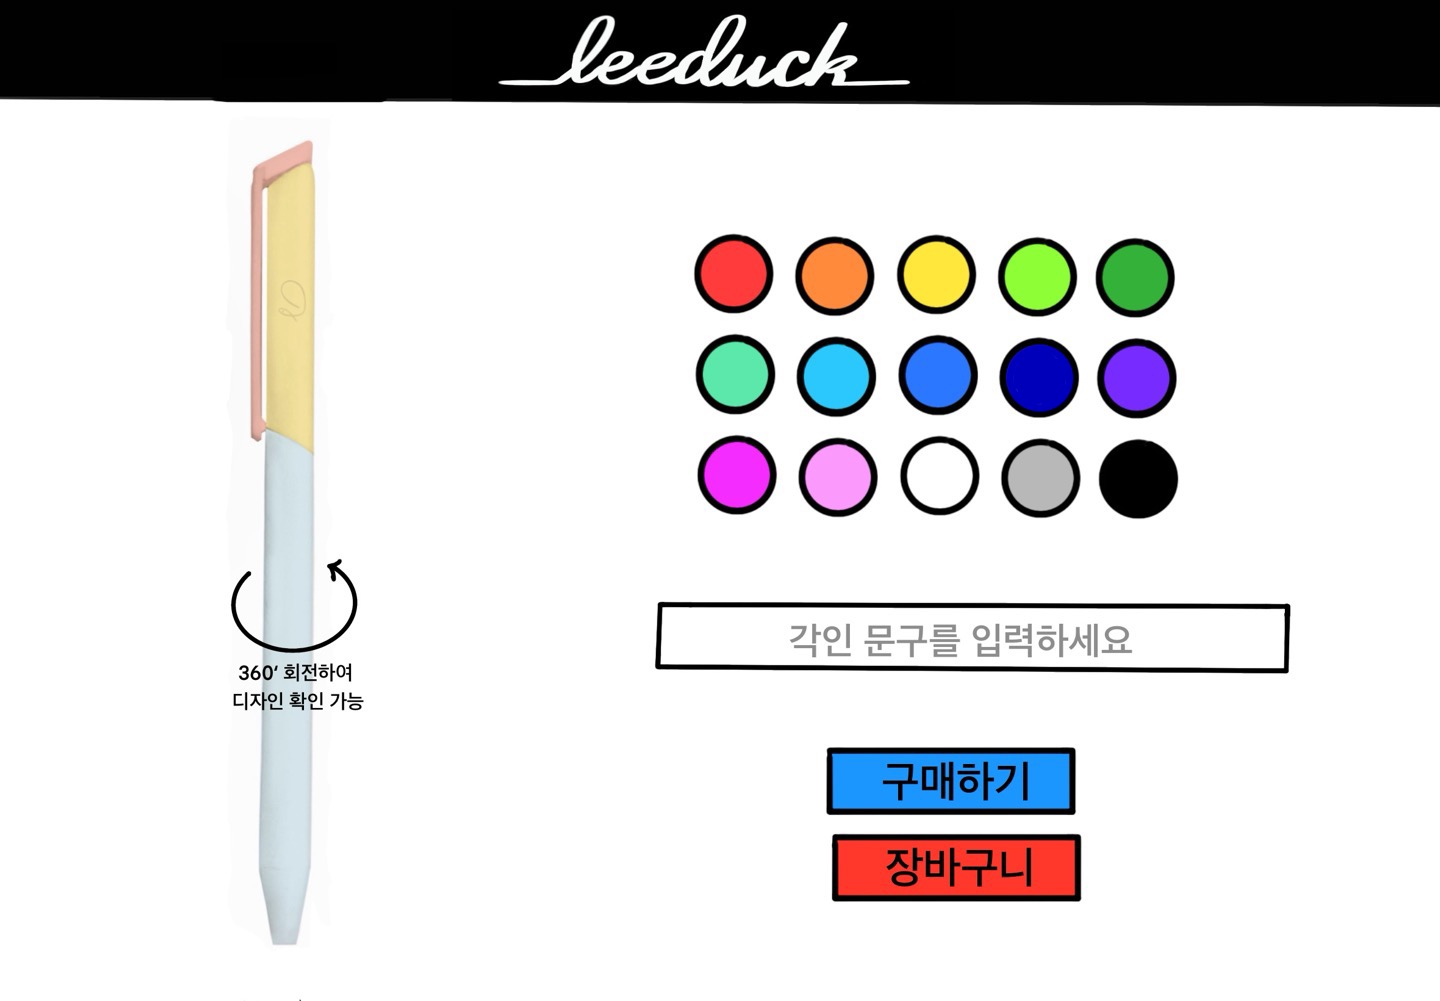 leeduck
360‘ 회전하여
디자인 확인 가능
각인 문구를 입력하세요
구매하기
장바구니